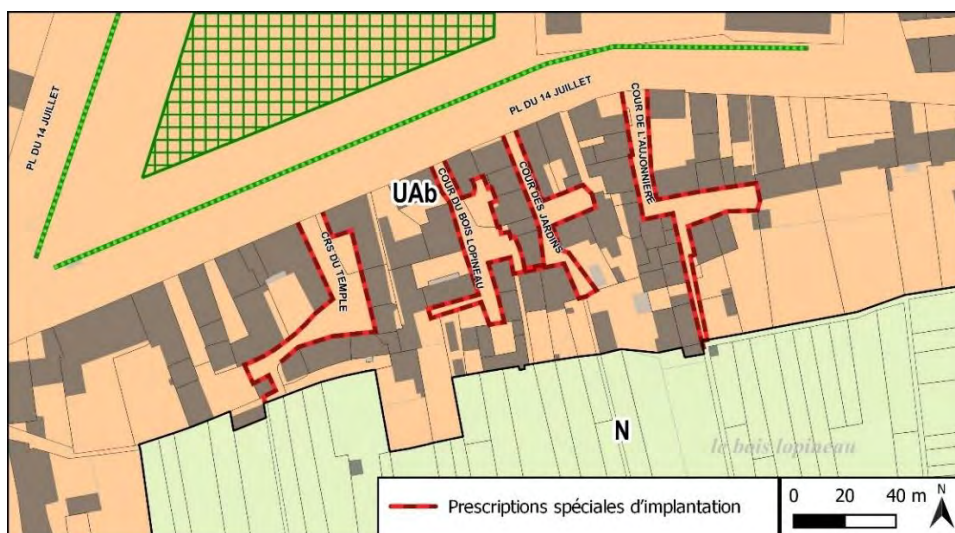 PL DU 14 JUILLET
PL DU 14 JUILLET
COUR DE L'AUJONNIERE
UAb
COUR DU BOIS LOPINEAU
COUR DES JARDINS
CRS DU TEMPLE
N
le bois lopineau
Prescriptions spéciales d'implantation
0 20 40 m
N